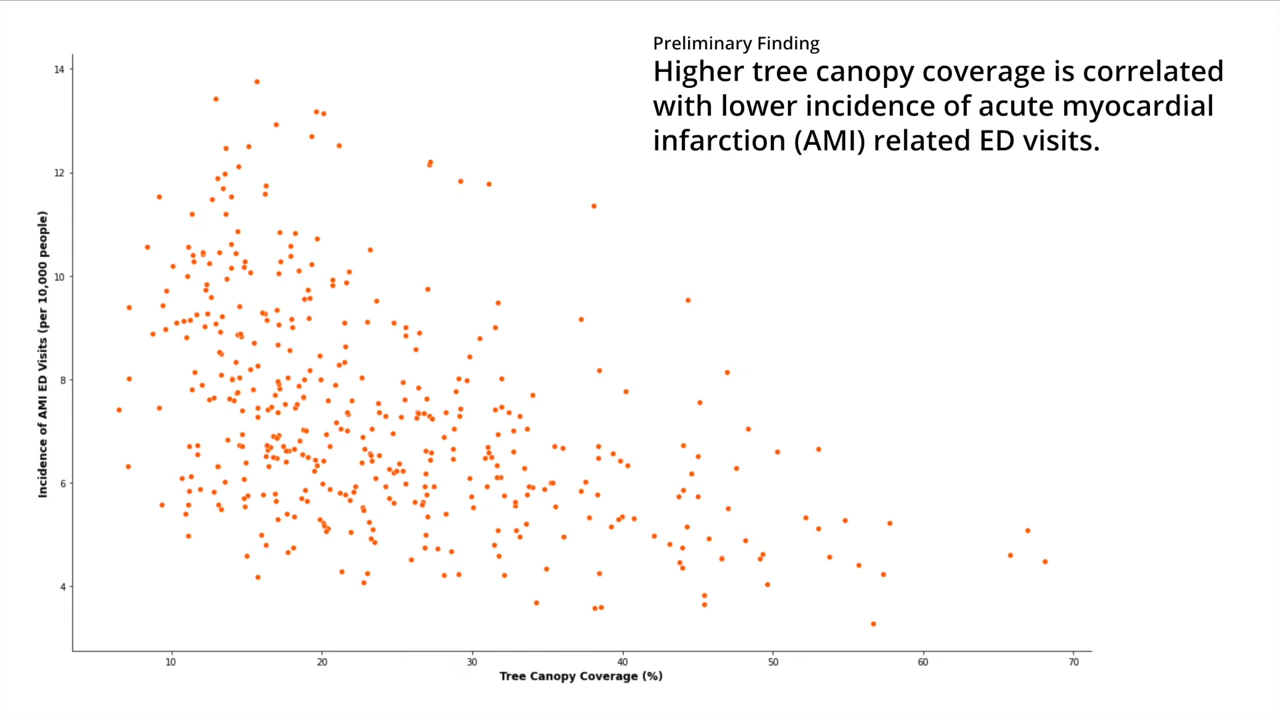 Preliminary Finding
Higher tree canopy coverage is correlated
with lower incidence of acute myocardial
infarction (AMI) related ED visits.
14
12
10
8
6
4
Incidence of AMI ED Visits (per 10,000 people)
10 20 30 40 50 60 70
Tree Canopy Coverage (%)